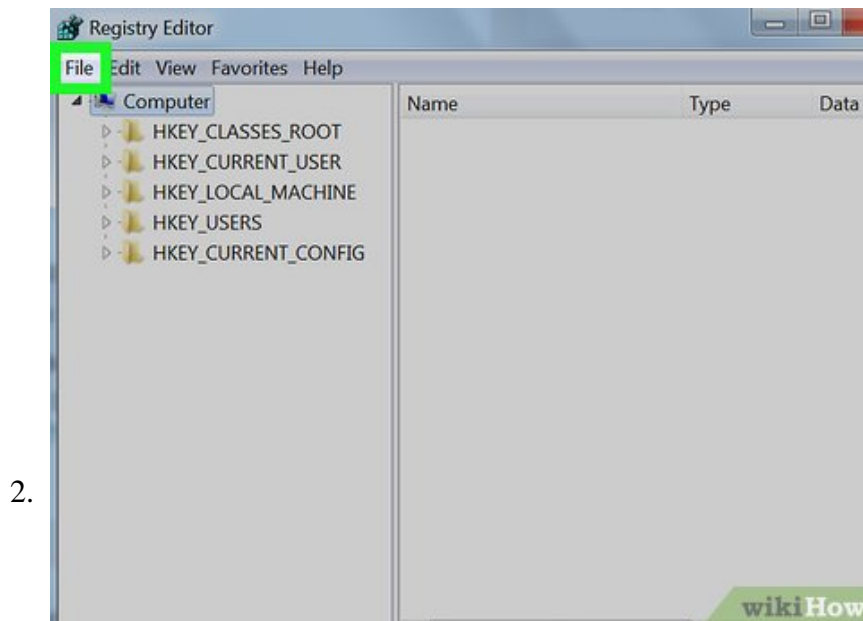 Registry Editor
File Edit View Favorites Help
Computer
HKEY_CLASSES_ROOT
HKEY_CURRENT_USER
HKEY_LOCAL_MACHINE
HKEY_USERS
HKEY_CURRENT_CONFIG
Name Type Data
2.
wikiHow